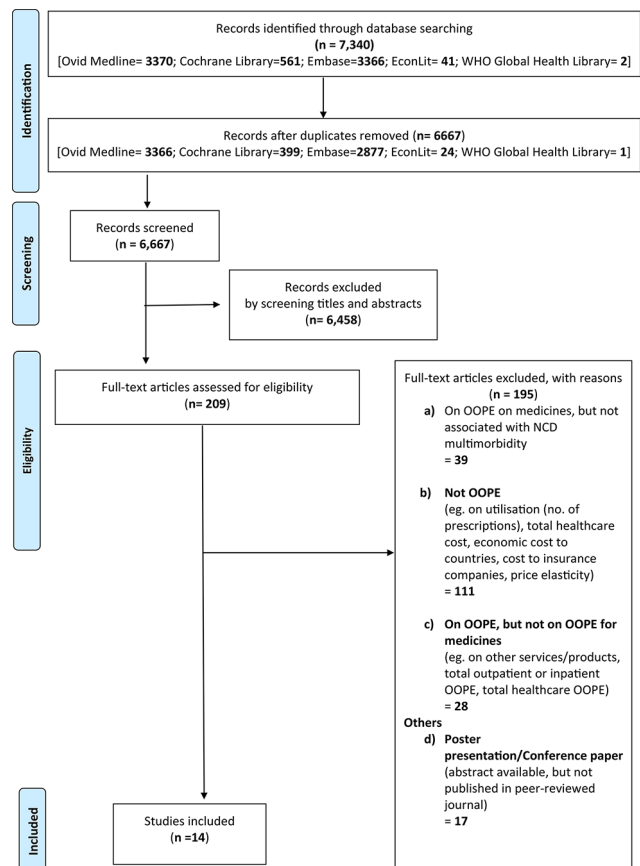 Identification
Records identified through database searching
(n = 7,340)
[Ovid Medline= 3370; Cochrane Library=561; Embase=3366; EconLit= 41; WHO Global Health Library= 2]
Records after duplicates removed (n= 6667)
[Ovid Medline= 3366; Cochrane Library=399; Embase=2877; EconLit= 24; WHO Global Health Library= 1]
Screening
Records screened
(n = 6,667)
Records excluded
by screening titles and abstracts
(n= 6,458)
Eligibility
Full-text articles assessed for eligibility
(n= 209)
Full-text articles excluded, with reasons
(n = 195)
a) On OOPE on medicines, but not
associated with NCD
multimorbidity
= 39
b) Not OOPE
(eg. on utilisation (no. of
prescriptions), total healthcare
cost, economic cost to
countries, cost to insurance
companies, price elasticity)
= 111
c) On OOPE, but not on OOPE for
medicines
(eg. on other services/products,
total outpatient or inpatient
OOPE, total healthcare OOPE)
= 28
Others
d) Poster
presentation/Conference paper
(abstract available, but not
published in peer-reviewed
journal)
= 17
Included
Studies included
(n =14)